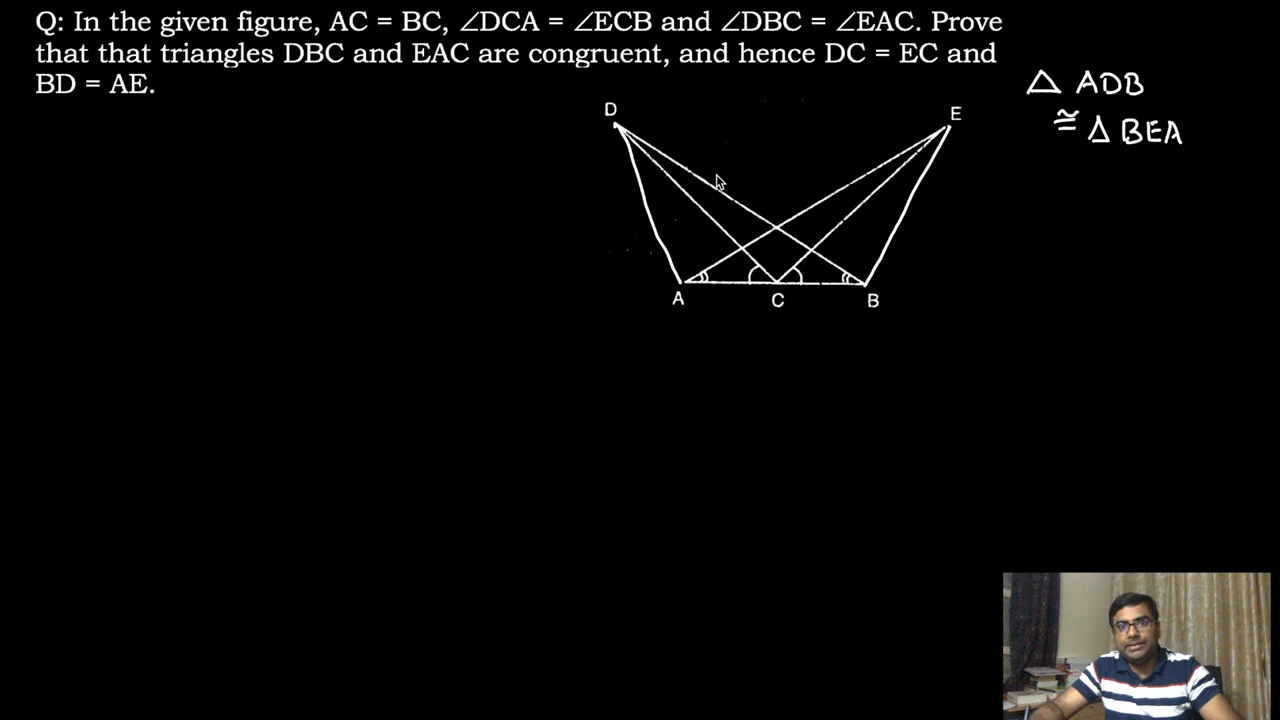 Q: In the given figure, AC = BC, ∠DCA = ∠ECB and ∠DBC = ∠EAC. Prove
that that triangles DBC and EAC are congruent, and hence DC = EC and
BD = AE.
△ ADB
≅ △ BEA
D
E
A
C
B